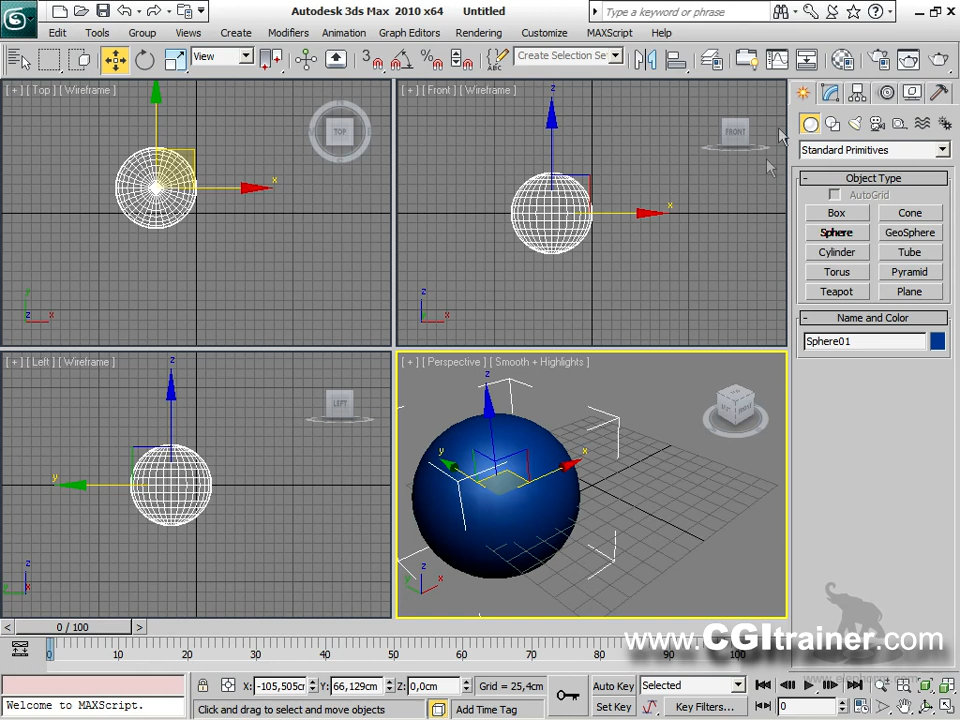 Autodesk 3ds Max 2010 x64 Untitled
Type a keyword or phrase
Edit Tools Group Views Create Modifiers Animation Graph Editors Rendering Customize MAXScript Help
View
3
Create Selection Se
[ + ] [ Top ] [ Wireframe ]
TOP
x
y
x
[ + ] [ Front ] [ Wireframe ]
FRONT
z
x
z
x
Standard Primitives
- Object Type
AutoGrid
Box Cone
Sphere GeoSphere
Cylinder Tube
Torus Pyramid
Teapot Plane
- Name and Color
Sphere01
[ + ] [ Left ] [ Wireframe ]
LEFT
z
y
z
[ + ] [ Perspective ] [ Smooth + Highlights ]
z
y
x
z
x
< 0 / 100 >
0 10 20 30 40 50 60 70 80 90 100
www.CGItrainer.com
X: -105,505c Y: 66,129cm Z: 0,0cm Grid = 25,4cm
Auto Key Selected
Welcome to MAXScript.
Click and drag to select and move objects
Add Time Tag
Set Key Key Filters...
0